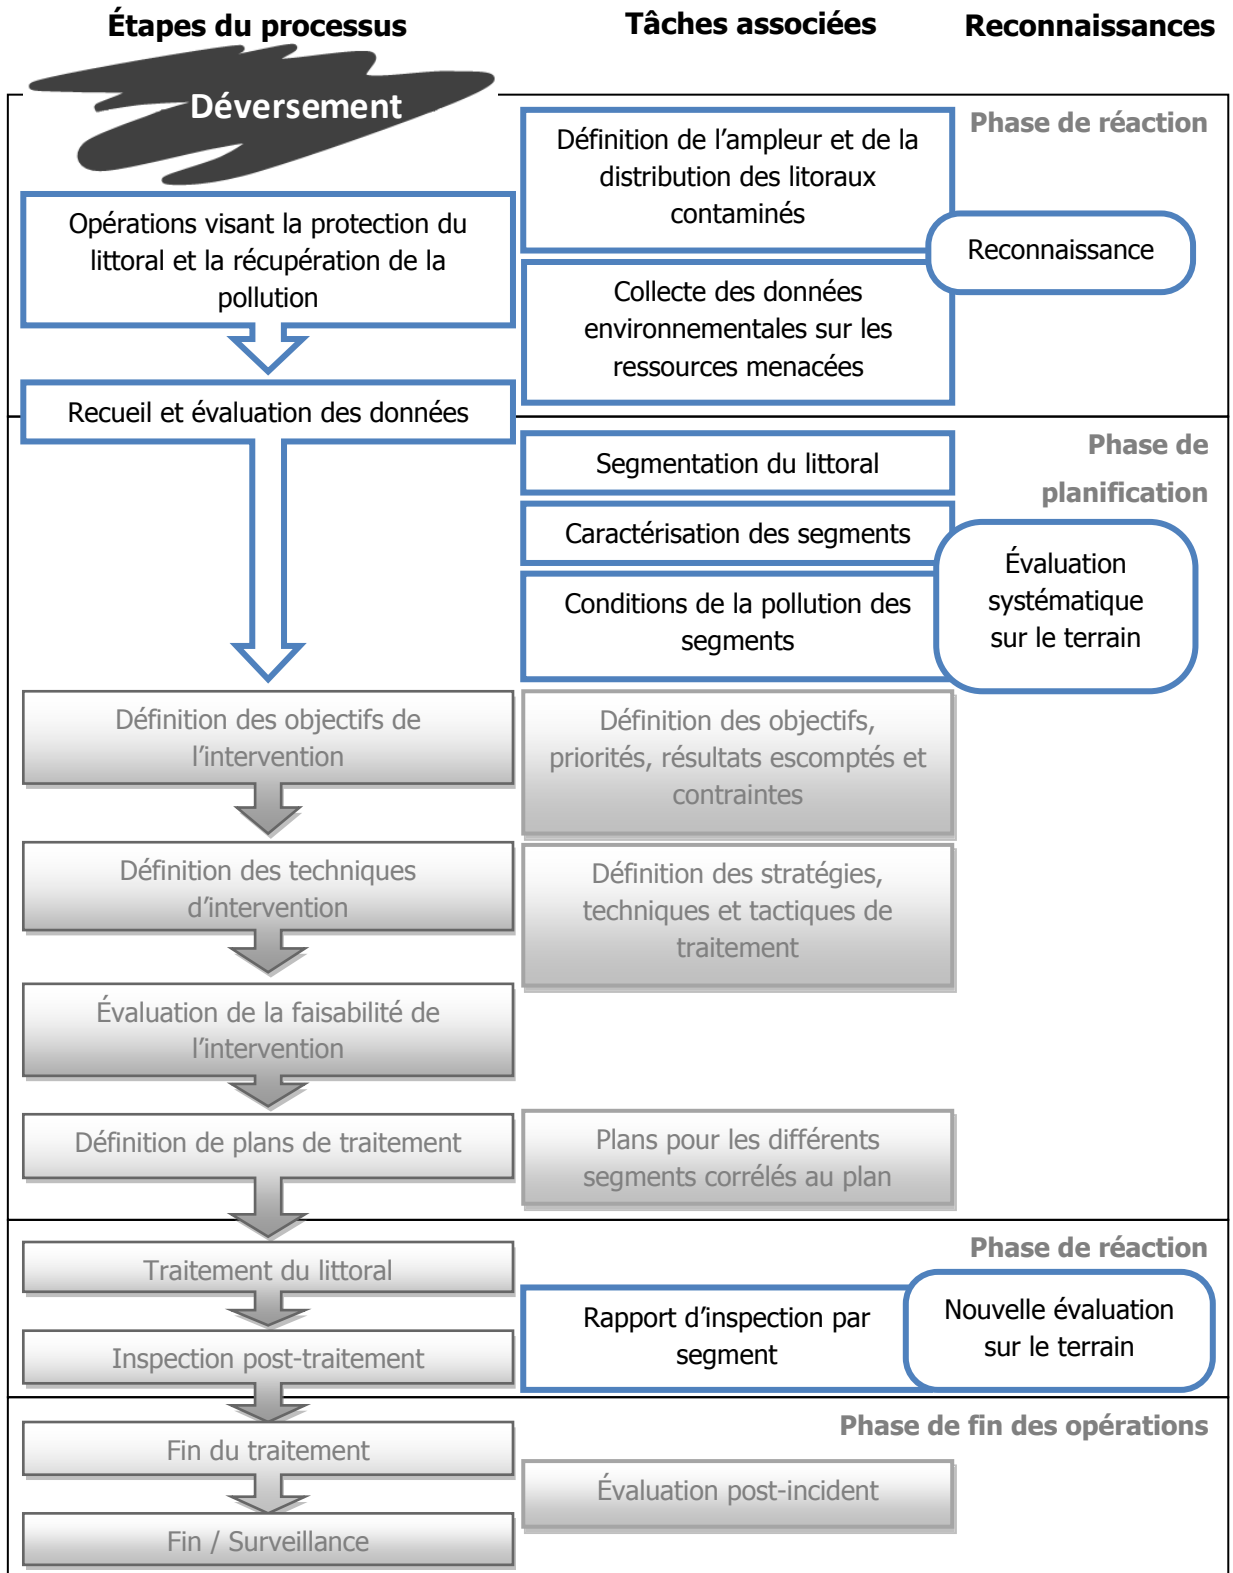 Étapes du processus
Tâches associées
Reconnaissances
Déversement
Phase de réaction
Définition de l'ampleur et de la
distribution des litoraux
contaminés
Opérations visant la protection du
littoral et la récupération de la
pollution
Reconnaissance
Collecte des données
environnementales sur les
ressources menacées
Recueil et évaluation des données
Phase de
planification
Segmentation du littoral
Caractérisation des segments
Conditions de la pollution des
segments
Évaluation
systématique
sur le terrain
Définition des objectifs de
l'intervention
Définition des objectifs,
priorités, résultats escomptés et
contraintes
Définition des techniques
d'intervention
Définition des stratégies,
techniques et tactiques de
traitement
Évaluation de la faisabilité de
l'intervention
Définition de plans de traitement
Plans pour les différents
segments corrélés au plan
Phase de réaction
Traitement du littoral
Rapport d'inspection par
segment
Nouvelle évaluation
sur le terrain
Inspection post-traitement
Phase de fin des opérations
Fin du traitement
Évaluation post-incident
Fin / Surveillance